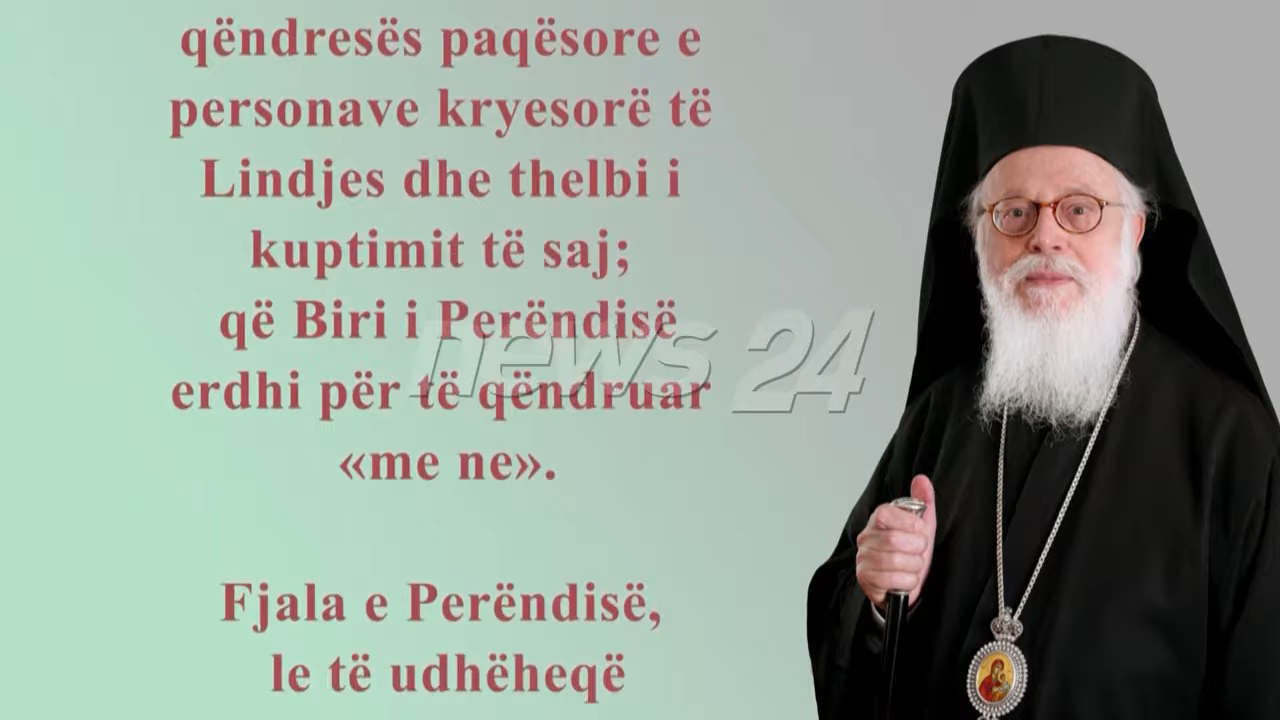 qëndresës paqësore e
personave kryesorë të
Lindjes dhe thelbi i
kuptimit të saj;
që Biri i Perëndisë
erdhi për të qëndruar
«me ne».
Fjala e Perëndisë,
le të udhëheqë
news 24